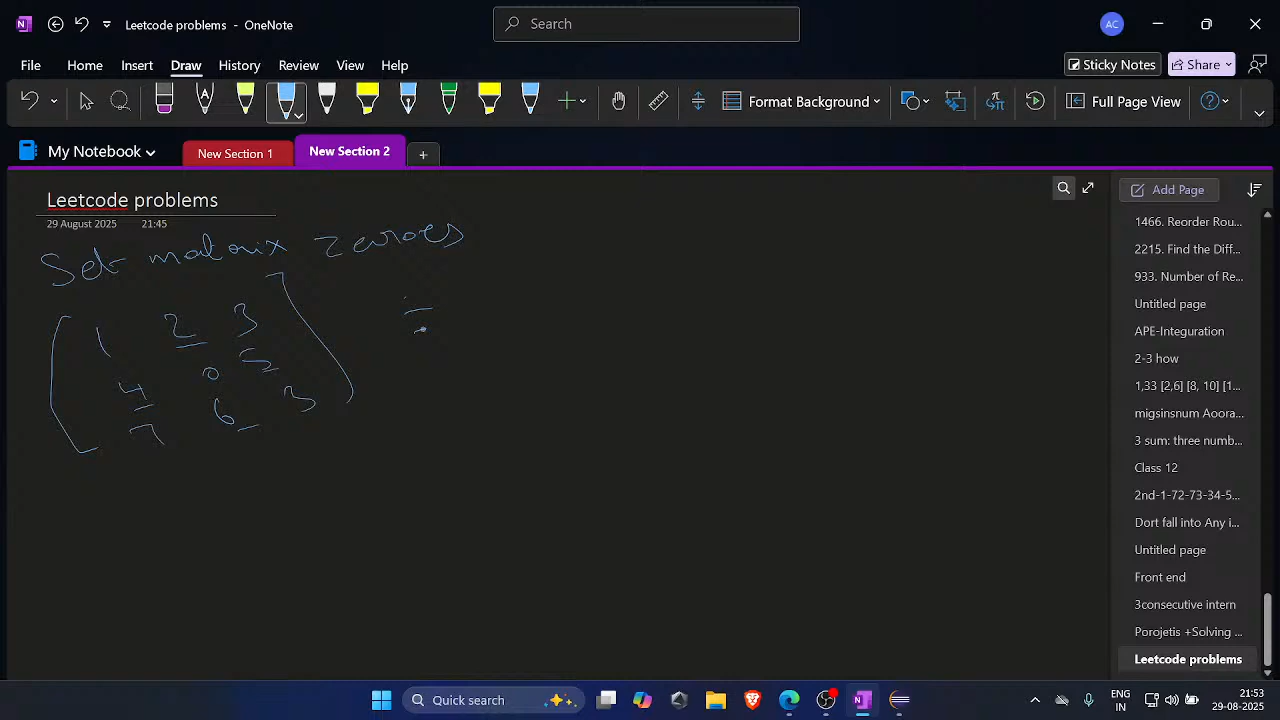 Leetcode problems - OneNote
Search
AC
File Home Insert Draw History Review View Help
Sticky Notes Share
Format Background Full Page View
My Notebook New Section 1 New Section 2
Add Page
Leetcode problems
29 August 2025 21:45
Set matrix zeroes
1 2 3
4 0 5
7 6 3
=
1466. Reorder Rou...
2215. Find the Diff...
933. Number of Re...
Untitled page
APE-Integuration
2-3 how
1,33 [2,6] [8, 10] [1...
migsinsnum Aoora...
3 sum: three numb...
Class 12
2nd-1-72-73-34-5...
Dort fall into Any i...
Untitled page
Front end
3consecutive intern
Porojetis +Solving ...
Leetcode problems
Quick search
ENG 21:53
IN 29-08-2025